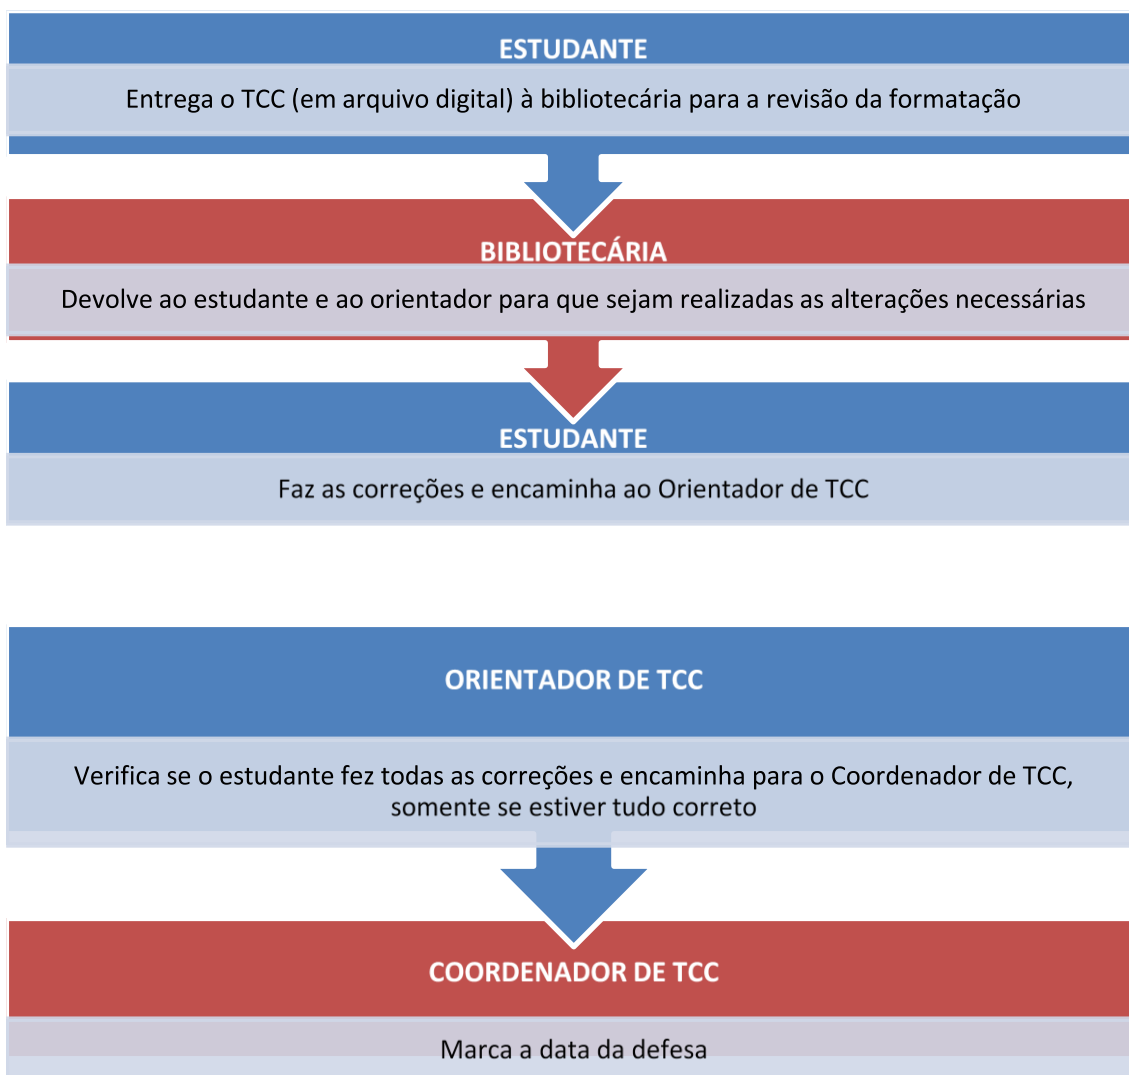 ESTUDANTE
Entrega o TCC (em arquivo digital) à bibliotecária para a revisão da formatação
BIBLIOTECÁRIA
Devolve ao estudante e ao orientador para que sejam realizadas as alterações necessárias
ESTUDANTE
Faz as correções e encaminha ao Orientador de TCC
ORIENTADOR DE TCC
Verifica se o estudante fez todas as correções e encaminha para o Coordenador de TCC,
somente se estiver tudo correto
COORDENADOR DE TCC
Marca a data da defesa